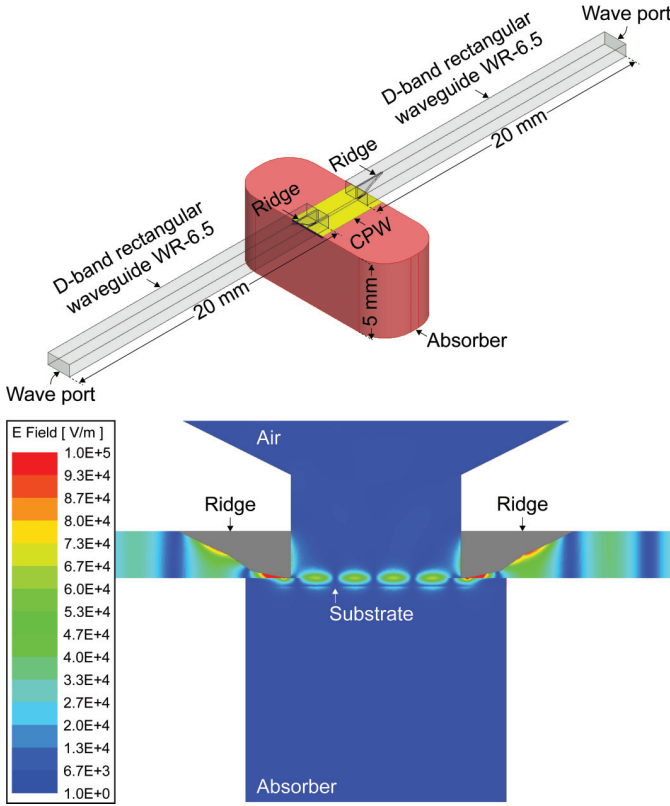 Wave port
D-band rectangular
waveguide WR-6.5
20 mm
Ridge
Ridge
D-band rectangular
waveguide WR-6.5
CPW
20 mm
5 mm
Absorber
Wave port
E Field [ V/m ]
1.0E+5
9.3E+4
8.7E+4
8.0E+4
7.3E+4
6.7E+4
6.0E+4
5.3E+4
4.7E+4
4.0E+4
3.3E+4
2.7E+4
2.0E+4
1.3E+4
6.7E+3
1.0E+0
Air
Ridge
Ridge
Substrate
Absorber